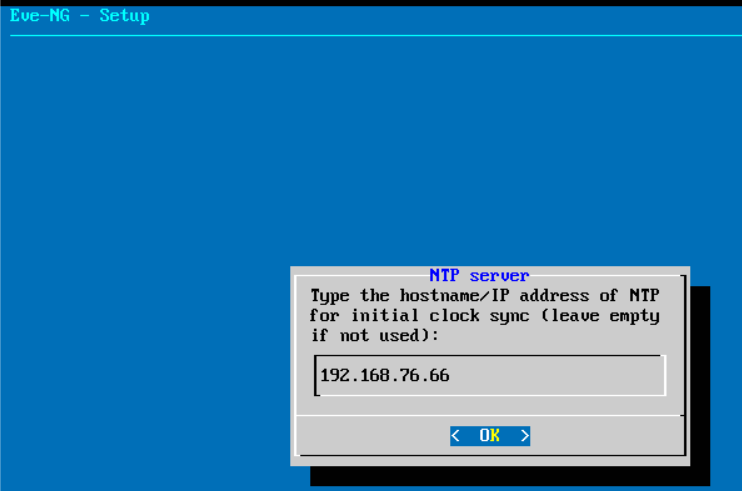 Eve-NG - Setup
NTP server
Type the hostname/IP address of NTP
for initial clock sync (leave empty
if not used):
192.168.76.66
< OK >